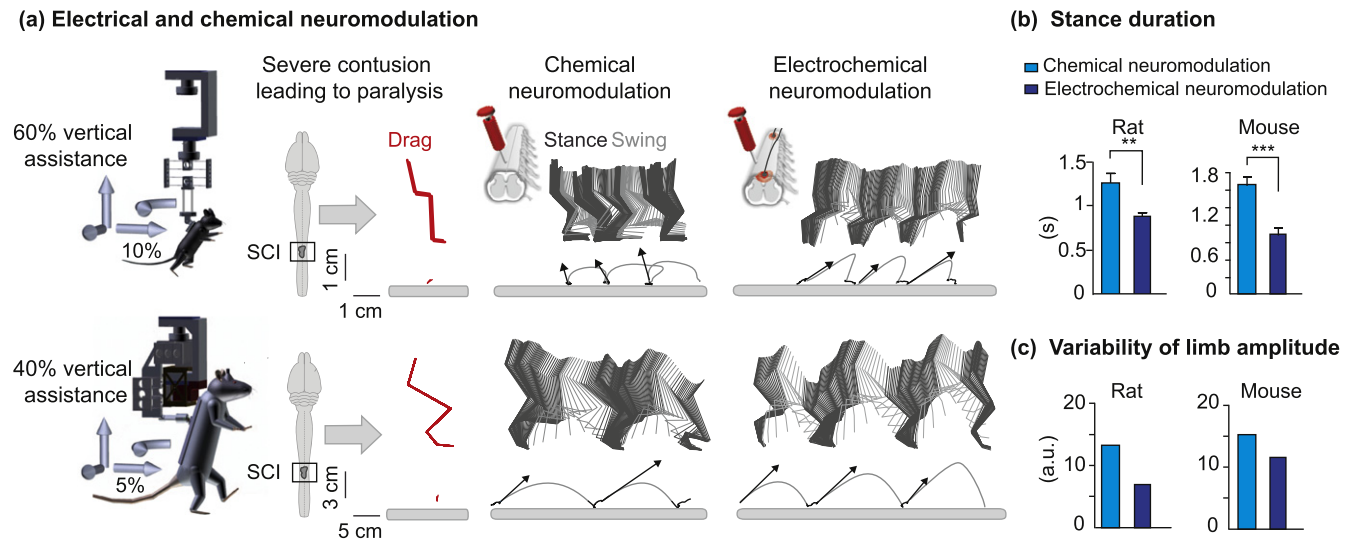 (a) Electrical and chemical neuromodulation
Severe contusion
leading to paralysis
Chemical
neuromodulation
Electrochemical
neuromodulation
60% vertical
assistance
10%
SCI
1 cm
1 cm
Drag
Stance Swing
40% vertical
assistance
5%
SCI
3 cm
5 cm
(b) Stance duration
Chemical neuromodulation
Electrochemical neuromodulation
Rat
**
1.5
1
0.5
0
(s)
Mouse
***
1.8
1.2
0.6
0
(c) Variability of limb amplitude
Rat
20
10
0
(a.u.)
Mouse
20
10
0